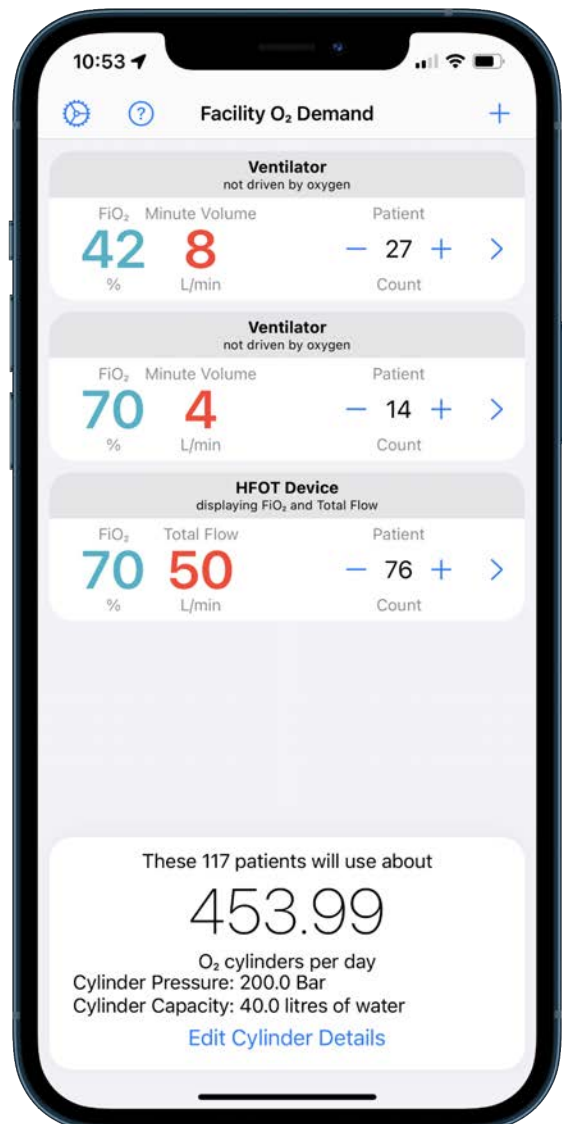 10:53
Facility O₂ Demand
Ventilator
not driven by oxygen
FiO₂ Minute Volume Patient
42 8 − 27 +
% L/min Count
Ventilator
not driven by oxygen
FiO₂ Minute Volume Patient
70 4 − 14 +
% L/min Count
HFOT Device
displaying FiO₂ and Total Flow
FiO₂ Total Flow Patient
70 50 − 76 +
% L/min Count
These 117 patients will use about
453.99
O₂ cylinders per day
Cylinder Pressure: 200.0 Bar
Cylinder Capacity: 40.0 litres of water
Edit Cylinder Details